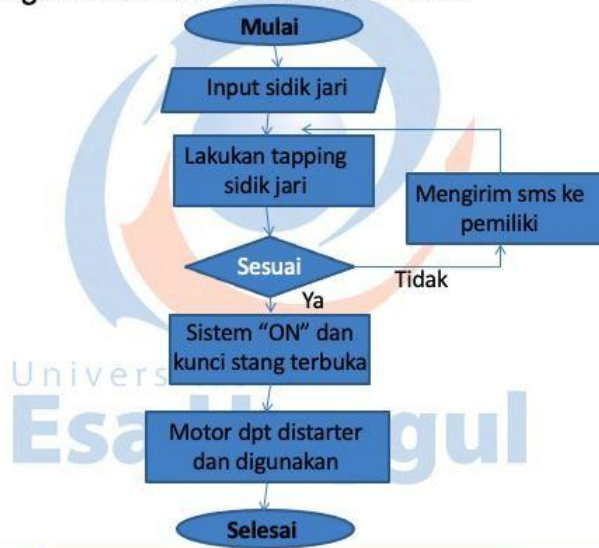 Mulai
Input sidik jari
Lakukan tapping
sidik jari
Mengirim sms ke
pemiliki
Sesuai
Tidak
Ya
Sistem “ON” dan
kunci stang terbuka
Univers
Esa Unggul
Motor dpt distarter
dan digunakan
Selesai